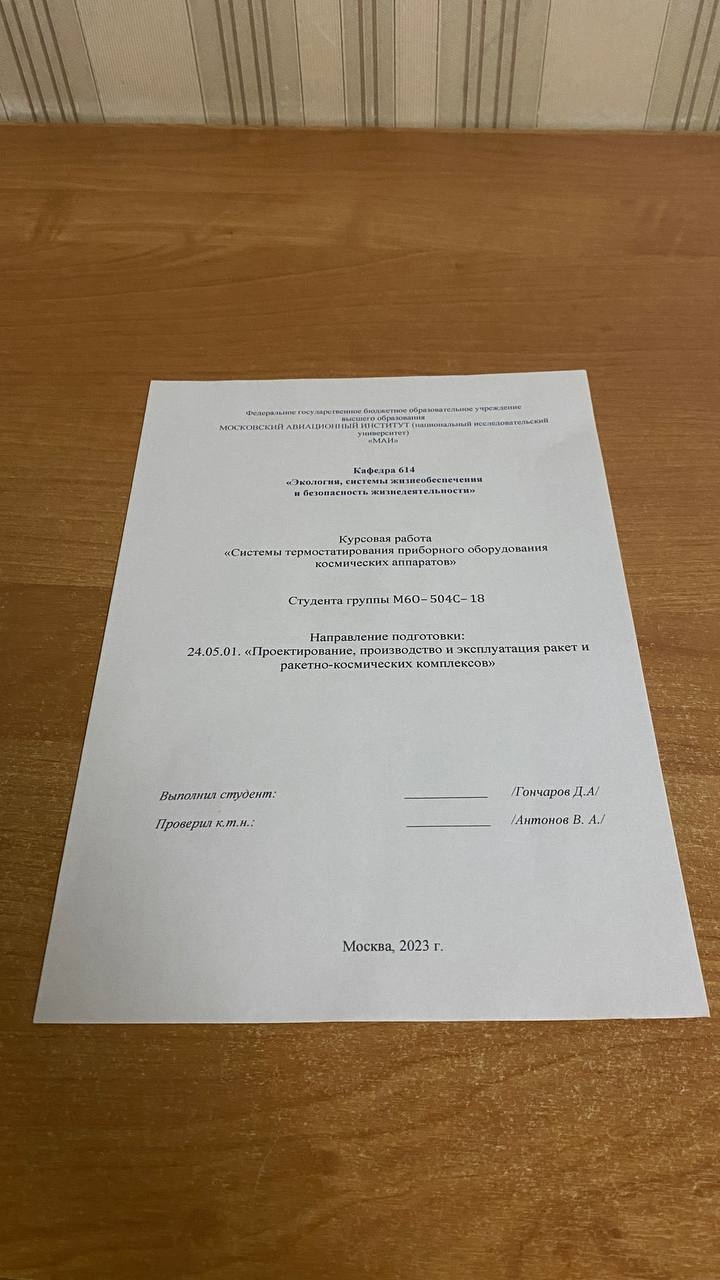 Федеральное государственное бюджетное образовательное учреждение
высшего образования
МОСКОВСКИЙ АВИАЦИОННЫЙ ИНСТИТУТ (национальный исследовательский
университет)
«МАИ»
Кафедра 614
«Экология, системы жизнеобеспечения
и безопасность жизнедеятельности»
Курсовая работа
«Системы термостатирования приборного оборудования
космических аппаратов»
Студента группы М6О–504С–18
Направление подготовки:
24.05.01. «Проектирование, производство и эксплуатация ракет и
ракетно-космических комплексов»
Выполнил студент: ____________ /Гончаров Д.А/
Проверил к.т.н.: ____________ /Антонов В. А./
Москва, 2023 г.